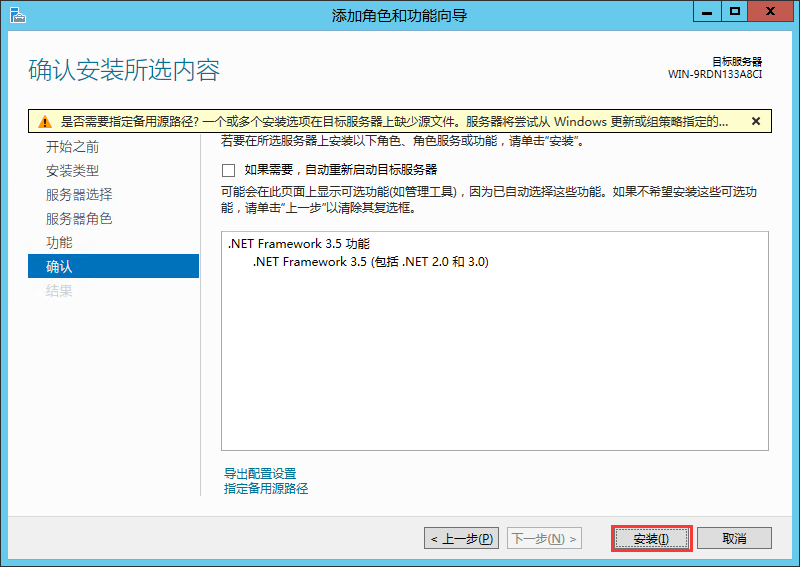 添加角色和功能向导
确认安装所选内容
目标服务器
WIN-9RDN133A8CI
是否需要指定备用源路径? 一个或多个安装选项在目标服务器上缺少源文件。服务器将尝试从 Windows 更新或组策略指定的...
开始之前
安装类型
服务器选择
服务器角色
功能
确认
结果
若要在所选服务器上安装以下角色、角色服务或功能，请单击“安装”。
如果需要，自动重新启动目标服务器
可能会在此页面上显示可选功能(如管理工具)，因为已自动选择这些功能。如果不希望安装这些可选功
能，请单击“上一步”以清除其复选框。
.NET Framework 3.5 功能
.NET Framework 3.5 (包括 .NET 2.0 和 3.0)
导出配置设置
指定备用源路径
< 上一步(P)
下一步(N) >
安装(I)
取消